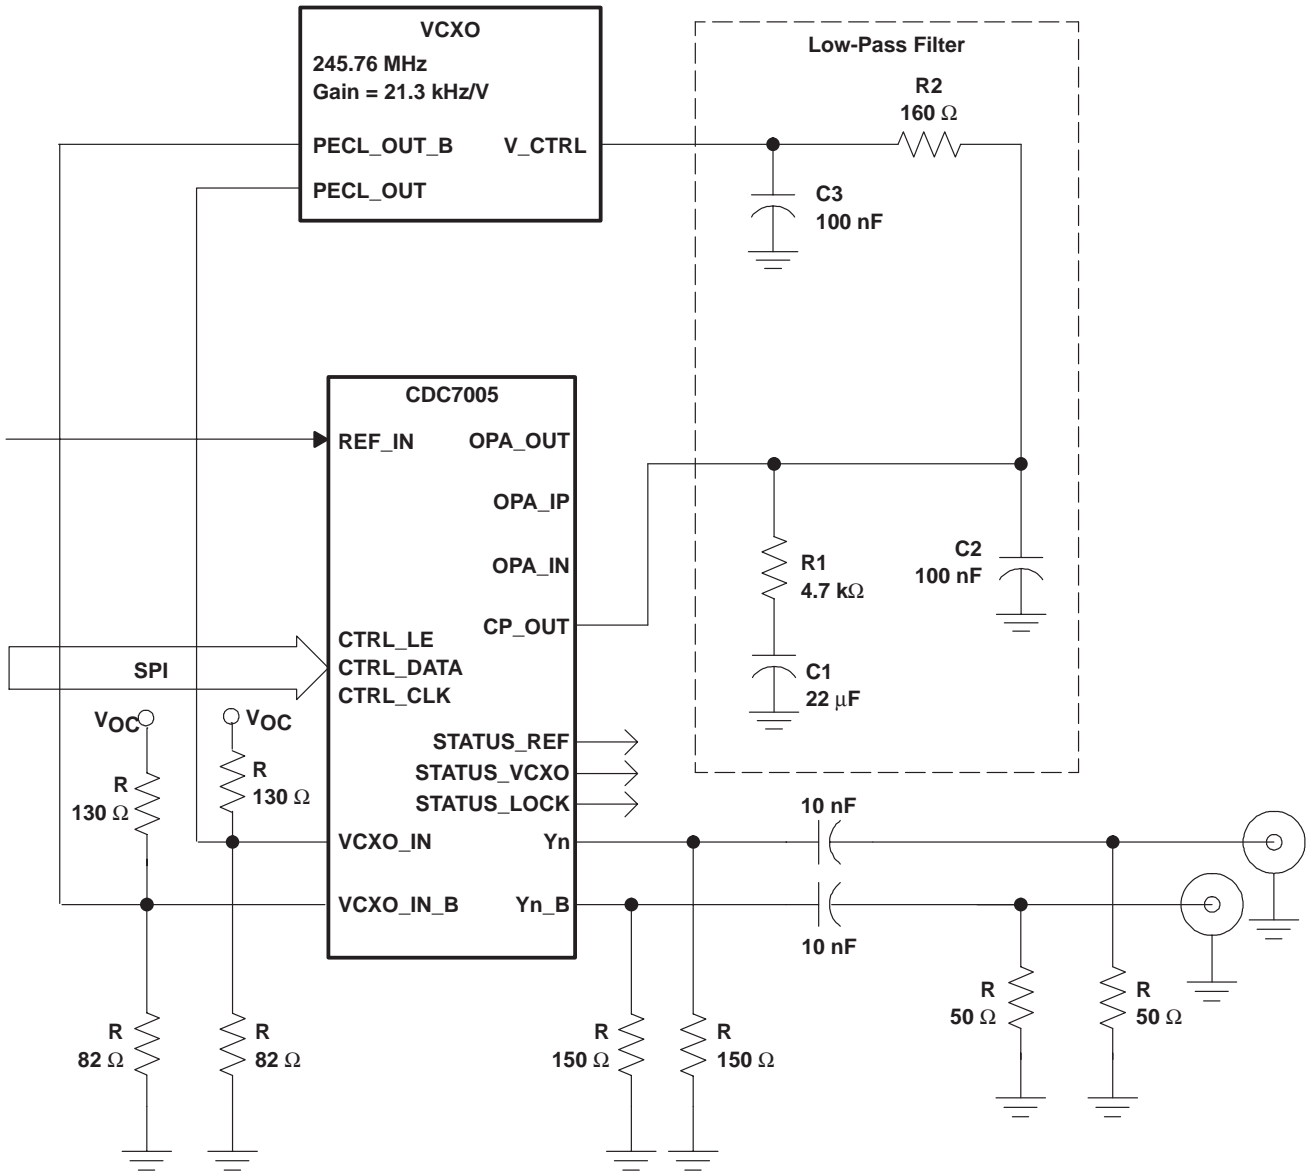 VCXO
245.76 MHz
Gain = 21.3 kHz/V
PECL_OUT_B
V_CTRL
PECL_OUT
Low-Pass Filter
R2
160 Ω
C3
100 nF
CDC7005
REF_IN
OPA_OUT
OPA_IP
OPA_IN
CP_OUT
R1
4.7 kΩ
C2
100 nF
C1
22 μF
CTRL_LE
CTRL_DATA
CTRL_CLK
SPI
VOC
VOC
R
130 Ω
R
130 Ω
STATUS_REF
STATUS_VCXO
STATUS_LOCK
VCXO_IN
Yn
VCXO_IN_B
Yn_B
10 nF
10 nF
R
82 Ω
R
82 Ω
R
150 Ω
R
150 Ω
R
50 Ω
R
50 Ω